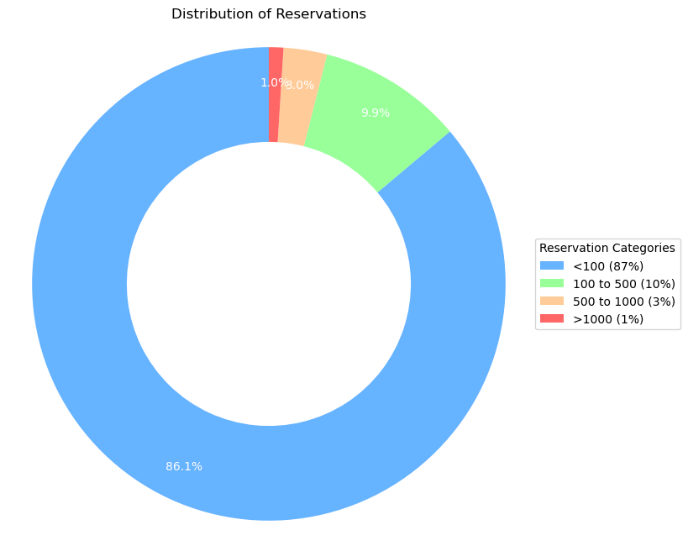 Distribution of Reservations
1.0%
3.0%
9.9%
Reservation Categories
<100 (87%)
100 to 500 (10%)
500 to 1000 (3%)
>1000 (1%)
86.1%